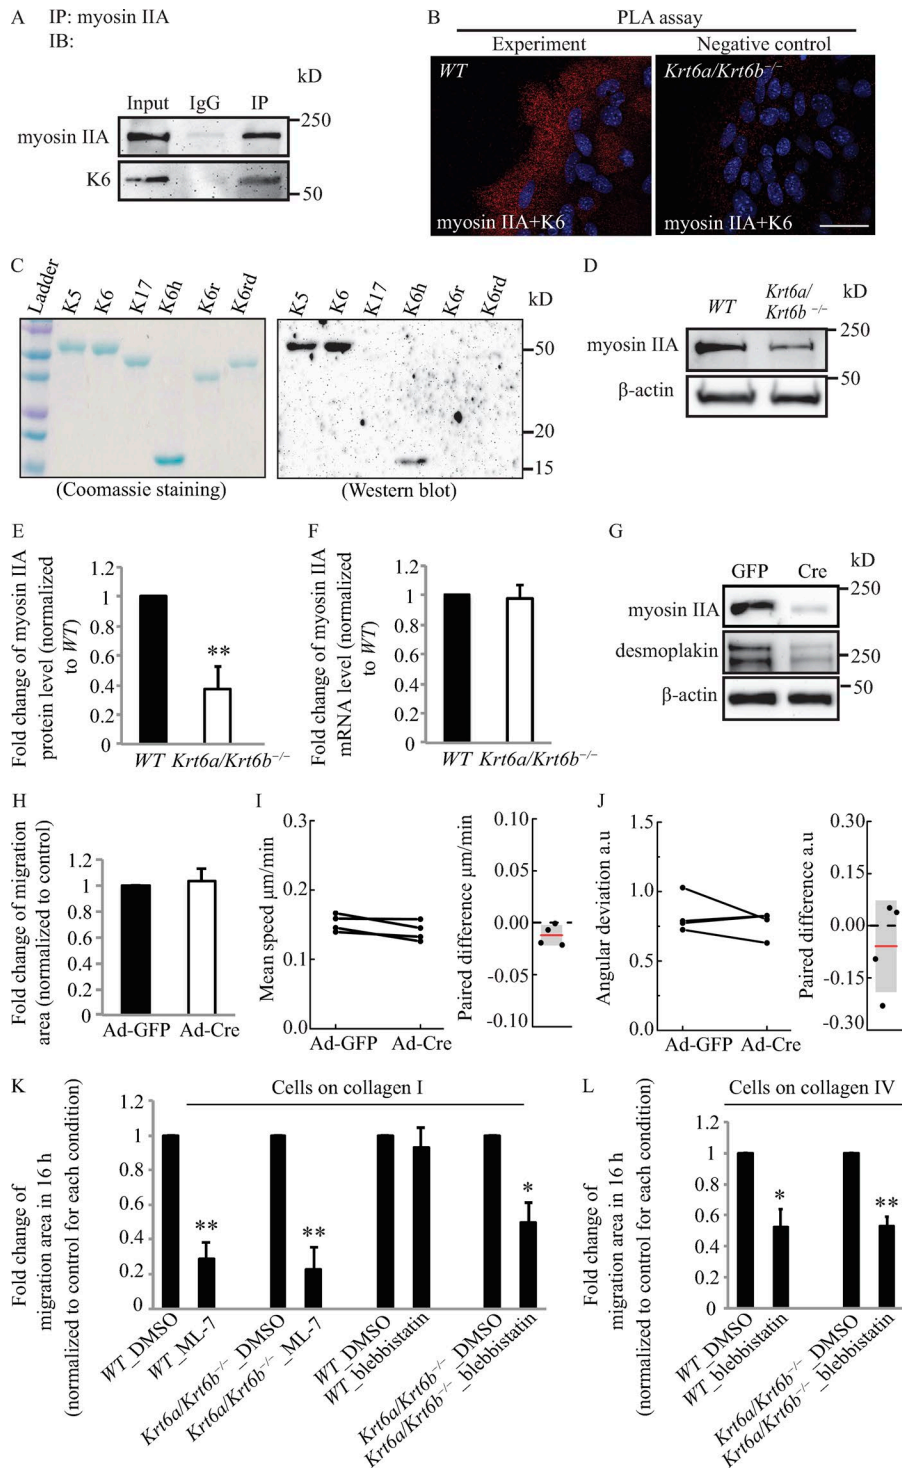 A
IP: myosin IIA
IB:
kD
Input IgG IP
250
myosin IIA
K6
50
B
PLA assay
Experiment Negative control
WT
Krt6a/Krt6b−/−
myosin IIA+K6
myosin IIA+K6
C
Ladder K5 K6 K17 K6h K6r K6rd
K5 K6 K17 K6h K6r K6rd
kD
50
20
15
(Coomassie staining)
(Western blot)
D
WT
Krt6a/
Krt6b −/−
kD
250
myosin IIA
50
β-actin
E
Fold change of myosin IIA
protein level (normalized
to WT)
1.2
1
0.8
0.6
0.4
0.2
0
**
WT Krt6a/Krt6b−/−
F
Fold change of myosin IIA
mRNA level (normalized
to WT)
1.2
1
0.8
0.6
0.4
0.2
0
WT Krt6a/Krt6b−/−
G
GFP Cre
kD
250
myosin IIA
desmoplakin
250
50
β-actin
H
Fold change of migration
area (normalized to control)
1.2
1
0.8
0.6
0.4
0.2
0
Ad-GFP Ad-Cre
I
Mean speed µm/min
0.3
0.2
0.1
0.0
Ad-GFP Ad-Cre
Paired difference µm/min
0.10
0.05
0.00
-0.05
-0.10
J
Angular deviation a.u
1.5
1.0
0.5
0.0
Ad-GFP Ad-Cre
Paired difference a.u
0.30
0.15
0.00
-0.15
-0.30
K
Cells on collagen I
Fold change of
migration area in 16 h
(normalized to control for each condition)
1.2
1
0.8
0.6
0.4
0.2
0
**
**
*
WT_DMSO
WT_ML-7
Krt6a/Krt6b−/−_DMSO
Krt6a/Krt6b−/−_ML-7
WT_DMSO
WT_blebbistatin
Krt6a/Krt6b−/−_DMSO
Krt6a/Krt6b−/−_blebbistatin
L
Cells on collagen IV
Fold change of
migration area in 16 h
(normalized to control for each condition)
1.2
1
0.8
0.6
0.4
0.2
0
*
**
WT_DMSO
WT_blebbistatin
Krt6a/Krt6b−/−_DMSO
Krt6a/Krt6b−/−_blebbistatin